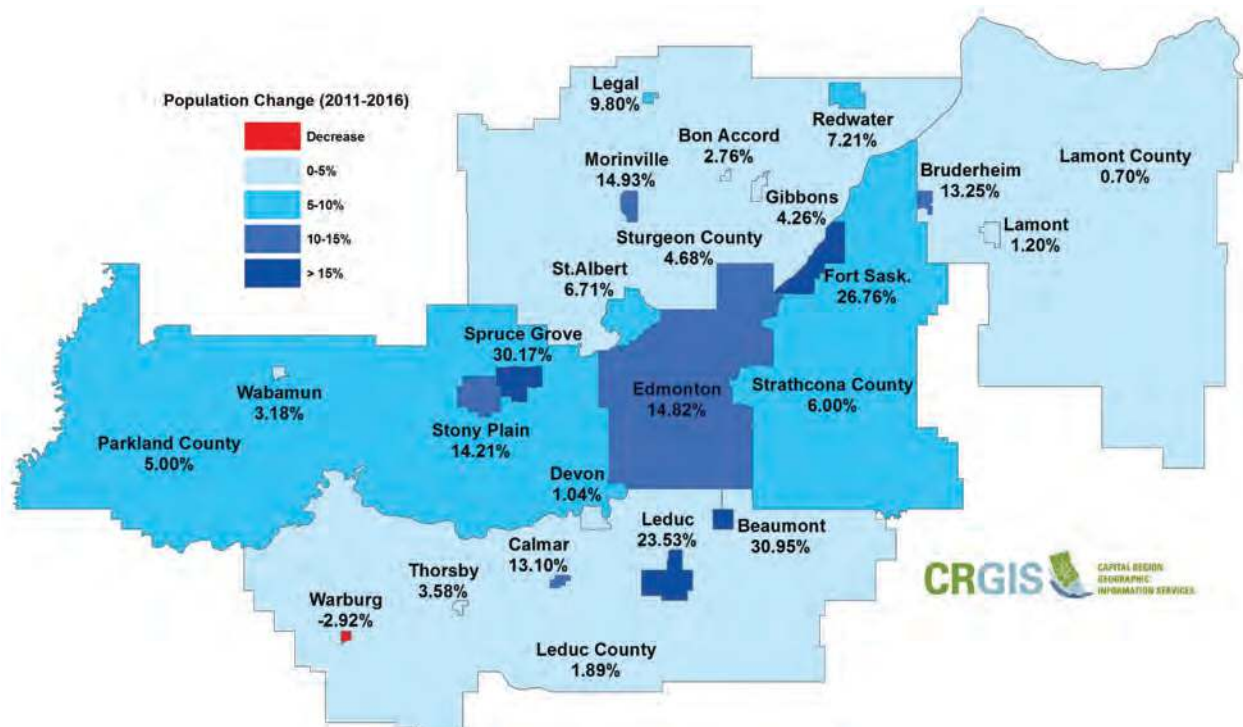 Population Change (2011-2016)
Decrease
0-5%
5-10%
10-15%
> 15%
Legal
9.80%
Redwater
7.21%
Bon Accord
2.76%
Morinville
14.93%
Gibbons
4.26%
Bruderheim
13.25%
Lamont County
0.70%
Lamont
1.20%
Sturgeon County
4.68%
St.Albert
6.71%
Fort Sask.
26.76%
Spruce Grove
30.17%
Wabamun
3.18%
Edmonton
14.82%
Strathcona County
6.00%
Parkland County
5.00%
Stony Plain
14.21%
Devon
1.04%
Leduc
23.53%
Beaumont
30.95%
Calmar
13.10%
Thorsby
3.58%
Warburg
-2.92%
Leduc County
1.89%
CRGIS
CAPITAL REGION
GEOGRAPHIC
INFORMATION SERVICES